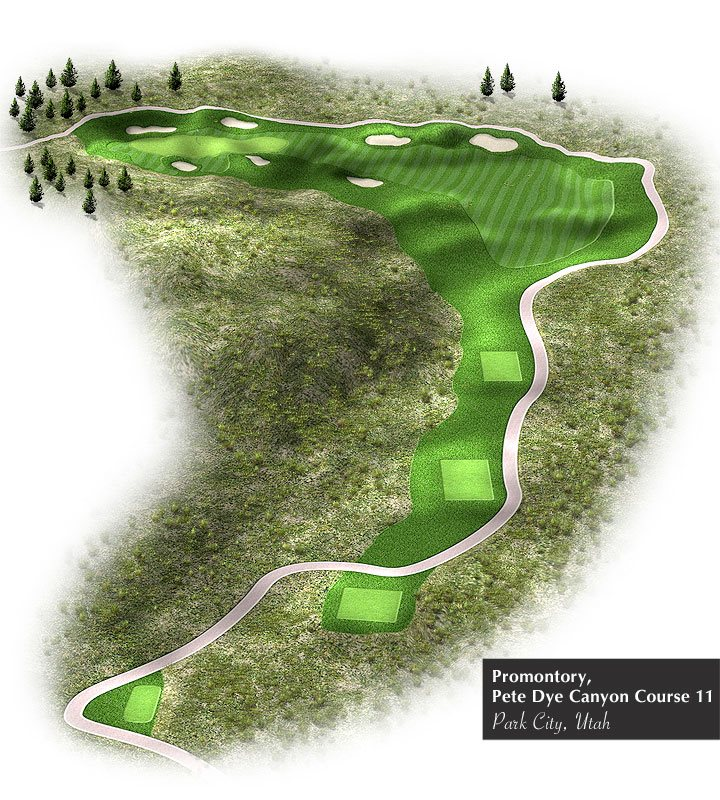 Promontory,
Pete Dye Canyon Course 11
Park City, Utah